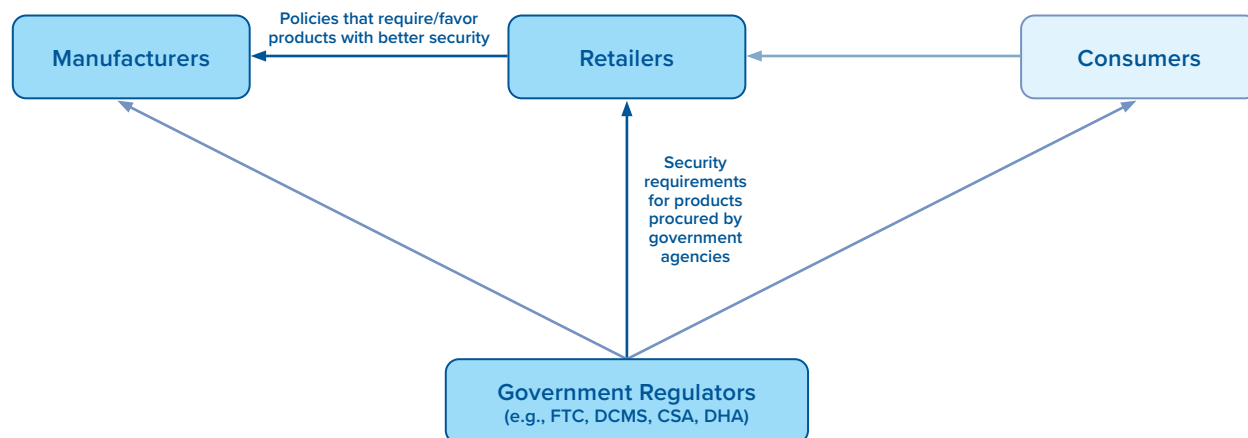 Policies that require/favor
products with better security
Manufacturers
Retailers
Consumers
Security
requirements
for products
procured by
government
agencies
Government Regulators
(e.g., FTC, DCMS, CSA, DHA)